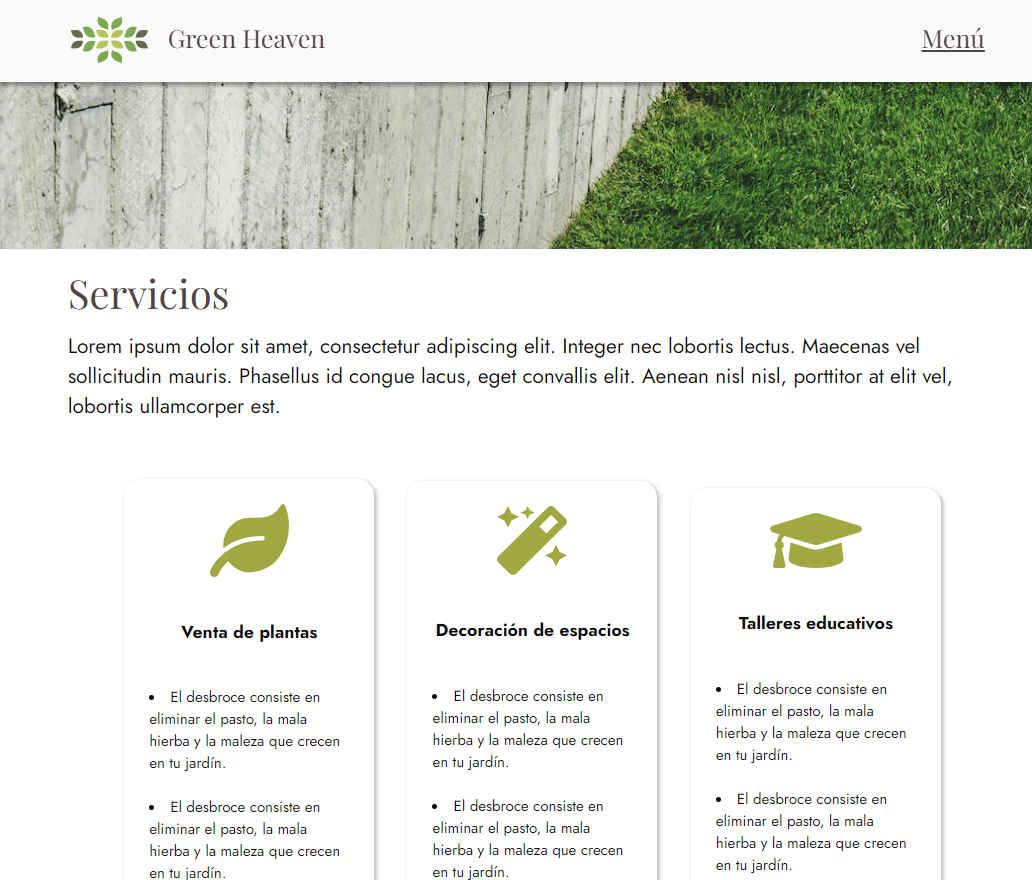 Green Heaven
Menú
Servicios
Lorem ipsum dolor sit amet, consectetur adipiscing elit. Integer nec lobortis lectus. Maecenas vel
sollicitudin mauris. Phasellus id congue lacus, eget convallis elit. Aenean nisl nisl, porttitor at elit vel,
lobortis ullamcorper est.
Venta de plantas
• El desbroce consiste en
eliminar el pasto, la mala
hierba y la maleza que crecen
en tu jardín.
• El desbroce consiste en
eliminar el pasto, la mala
hierba y la maleza que crecen
en tu jardín.
Decoración de espacios
• El desbroce consiste en
eliminar el pasto, la mala
hierba y la maleza que crecen
en tu jardín.
• El desbroce consiste en
eliminar el pasto, la mala
hierba y la maleza que crecen
en tu jardín.
Talleres educativos
• El desbroce consiste en
eliminar el pasto, la mala
hierba y la maleza que crecen
en tu jardín.
• El desbroce consiste en
eliminar el pasto, la mala
hierba y la maleza que crecen
en tu jardín.